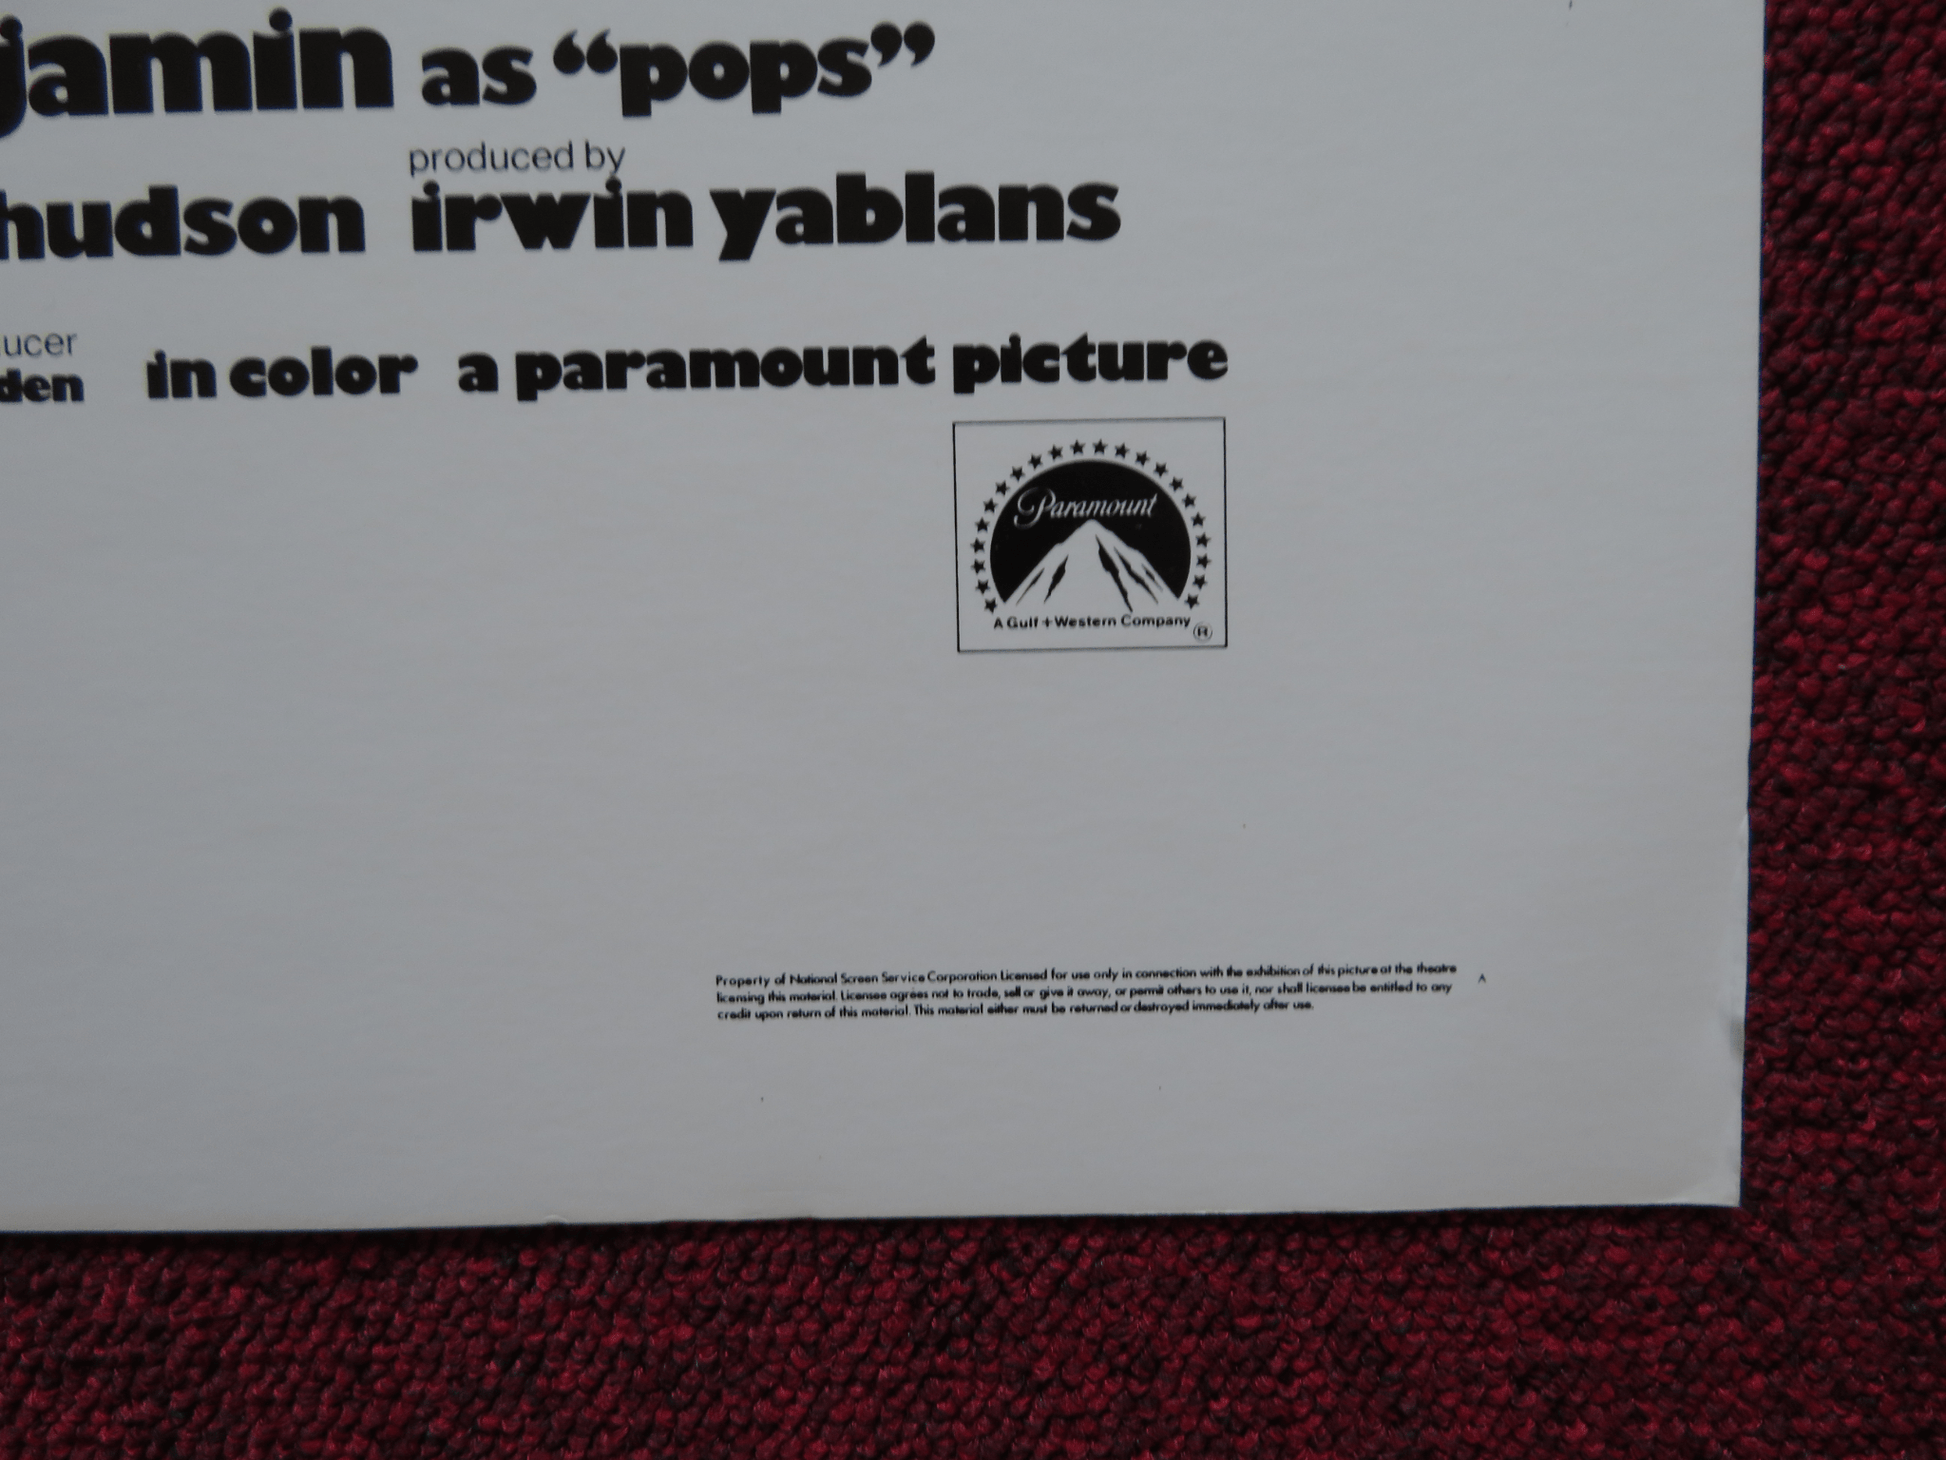 jamin as “pops”
produced by
hudson irwin yablans
ucer
den in color a paramount picture
Paramount
A Gulf + Western Company ®
Property of National Screen Service Corporation Licensed for use only in connection with the exhibition of this picture at the theatre
licensing this material. Licensee agrees not to trade, sell or give it away, or permit others to use it, nor shall licensee be entitled to any
credit upon return of this material. This material either must be returned or destroyed immediately after use.
A